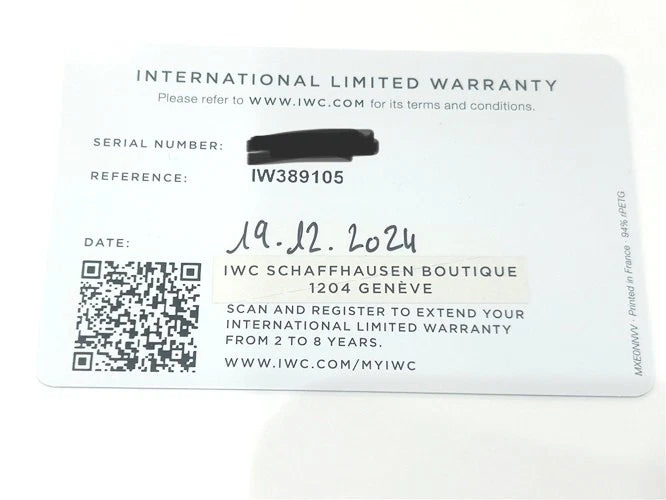 INTERNATIONAL LIMITED WARRANTY
Please refer to WWW.IWC.COM for its terms and conditions.
SERIAL NUMBER:
REFERENCE: IW389105
DATE: 19.12.2024
IWC SCHAFFHAUSEN BOUTIQUE
1204 GENÈVE
SCAN AND REGISTER TO EXTEND YOUR
INTERNATIONAL LIMITED WARRANTY
FROM 2 TO 8 YEARS.
WWW.IWC.COM/MYIWC
MXE0NNVV · Printed in France · 94% rPETG